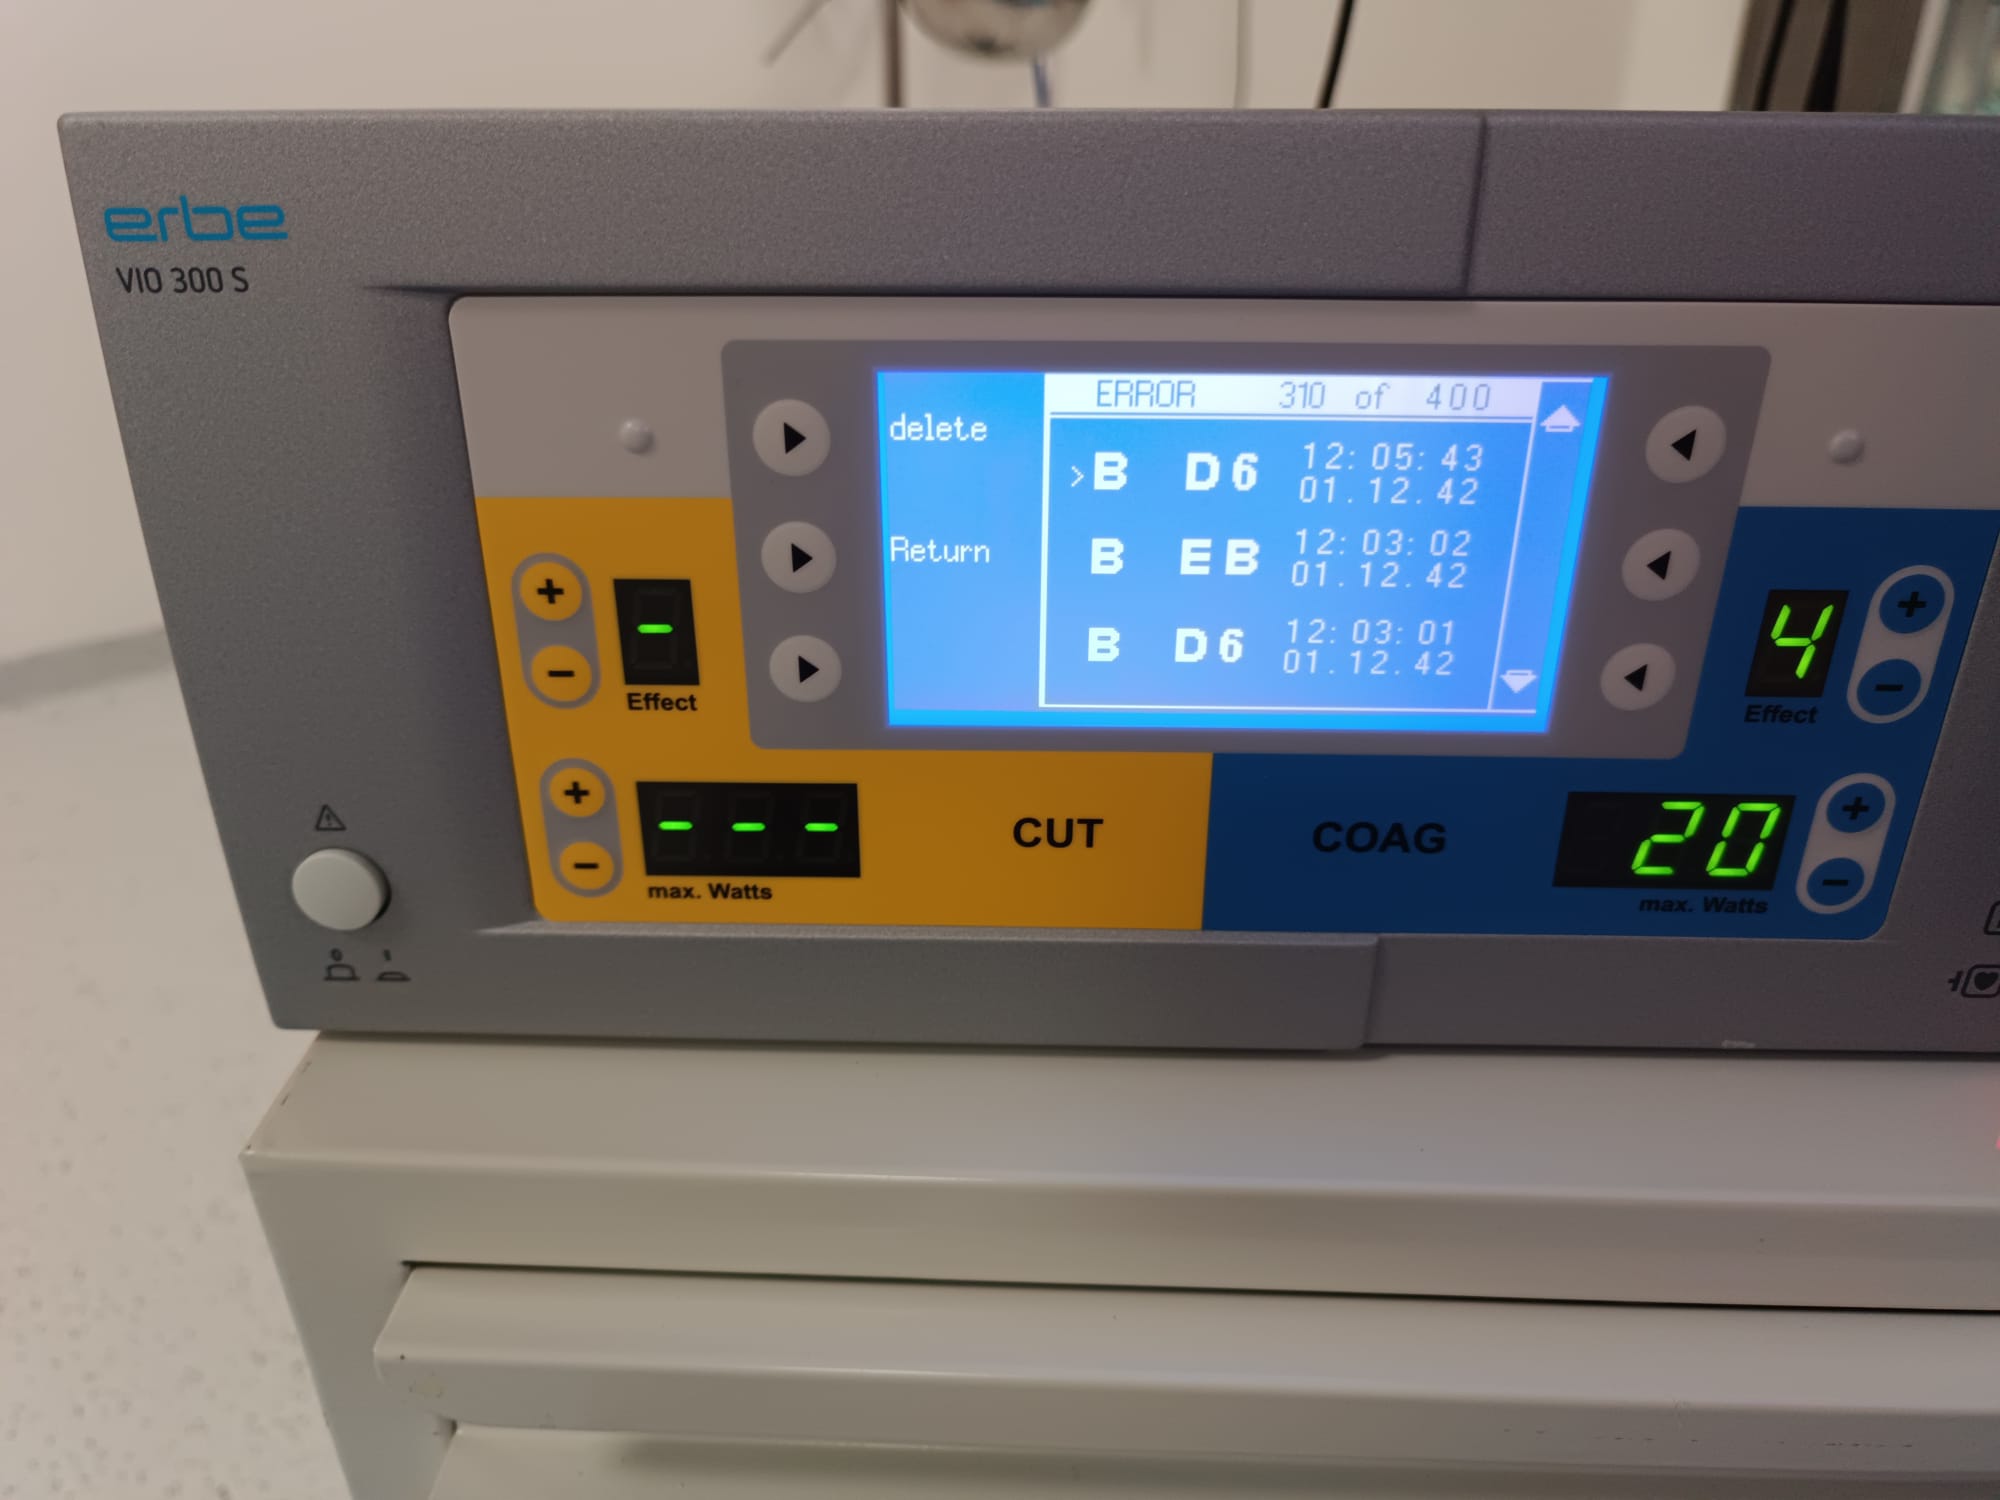 erbe
VIO 300 S
ERROR 310 of 400
delete
>B D6 12:05:43
01.12.42
Return
B EB 12:03:02
01.12.42
B D6 12:03:01
01.12.42
+
-
-
Effect
4
+
-
Effect
+
-
---
max. Watts
CUT
COAG
20
+
-
max. Watts